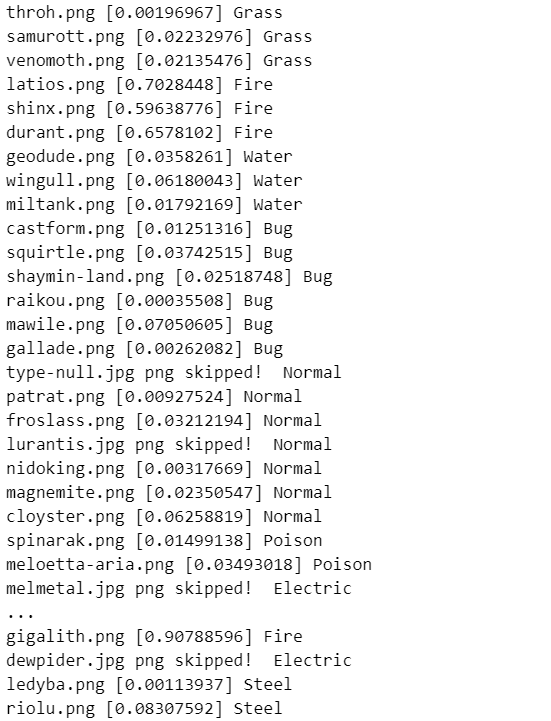 throh.png [0.00196967] Grass
samurott.png [0.02232976] Grass
venomoth.png [0.02135476] Grass
latios.png [0.7028448] Fire
shinx.png [0.59638776] Fire
durant.png [0.6578102] Fire
geodude.png [0.0358261] Water
wingull.png [0.06180043] Water
miltank.png [0.01792169] Water
castform.png [0.01251316] Bug
squirtle.png [0.03742515] Bug
shaymin-land.png [0.02518748] Bug
raikou.png [0.00035508] Bug
mawile.png [0.07050605] Bug
gallade.png [0.00262082] Bug
type-null.jpg png skipped!  Normal
patrat.png [0.00927524] Normal
froslass.png [0.03212194] Normal
lurantis.jpg png skipped!  Normal
nidoking.png [0.00317669] Normal
magnemite.png [0.02350547] Normal
cloyster.png [0.06258819] Normal
spinarak.png [0.01499138] Poison
meloetta-aria.png [0.03493018] Poison
melmetal.jpg png skipped!  Electric
...
gigalith.png [0.90788596] Fire
dewpider.jpg png skipped!  Electric
ledyba.png [0.00113937] Steel
riolu.png [0.08307592] Steel